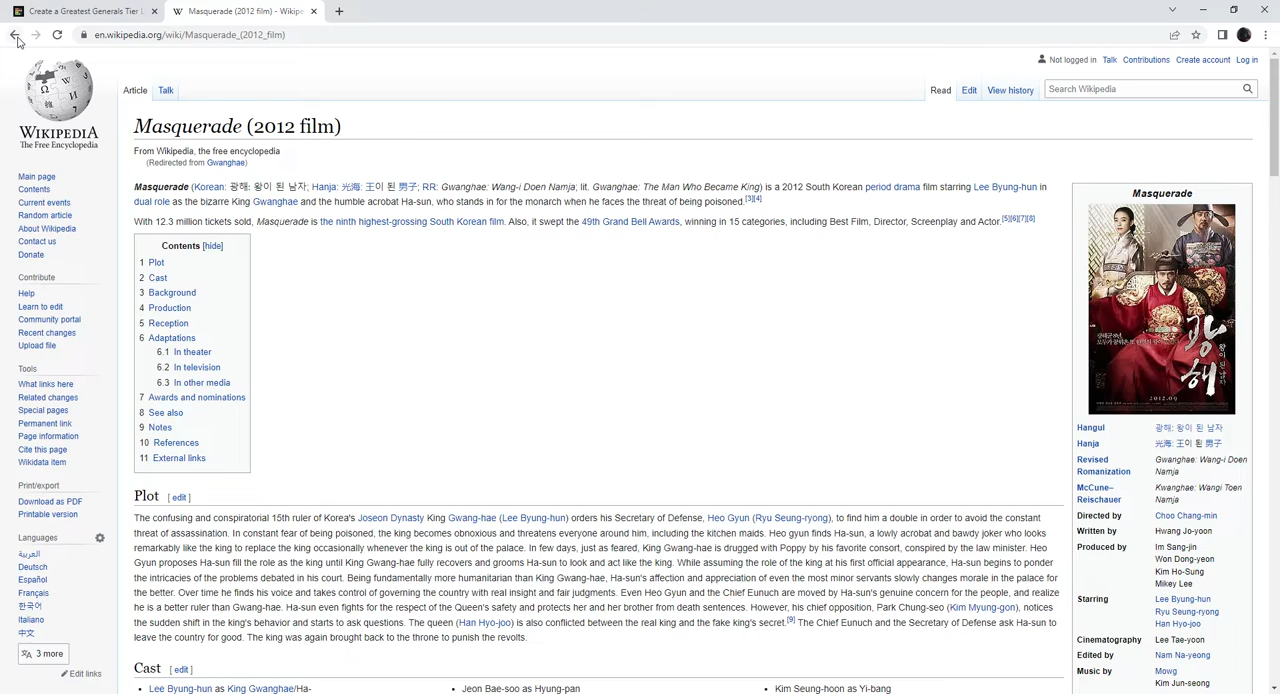 Create a Greatest Generals Tier L
Masquerade (2012 film) - Wikipe
en.wikipedia.org/wiki/Masquerade_(2012_film)
Not logged in Talk Contributions Create account Log in
Article Talk Read Edit View history Search Wikipedia
WIKIPEDIA
The Free Encyclopedia
Main page
Contents
Current events
Random article
About Wikipedia
Contact us
Donate
Contribute
Help
Learn to edit
Community portal
Recent changes
Upload file
Tools
What links here
Related changes
Special pages
Permanent link
Page information
Cite this page
Wikidata item
Print/export
Download as PDF
Printable version
Languages
العربية
Deutsch
Español
Français
한국어
Italiano
中文
3 more
Edit links
Masquerade (2012 film)
From Wikipedia, the free encyclopedia
(Redirected from Gwanghae)
Masquerade (Korean: 광해: 왕이 된 남자; Hanja: 光海: 王이 된 男子; RR: Gwanghae: Wang-i Doen Namja; lit. Gwanghae: The Man Who Became King) is a 2012 South Korean period drama film starring Lee Byung-hun in
dual role as the bizarre King Gwanghae and the humble acrobat Ha-sun, who stands in for the monarch when he faces the threat of being poisoned.[3][4]
With 12.3 million tickets sold, Masquerade is the ninth highest-grossing South Korean film. Also, it swept the 49th Grand Bell Awards, winning in 15 categories, including Best Film, Director, Screenplay and Actor.[5][6][7][8]
Contents [hide]
1 Plot
2 Cast
3 Background
4 Production
5 Reception
6 Adaptations
6.1 In theater
6.2 In television
6.3 In other media
7 Awards and nominations
8 See also
9 Notes
10 References
11 External links
Plot [ edit ]
The confusing and conspiratorial 15th ruler of Korea's Joseon Dynasty King Gwang-hae (Lee Byung-hun) orders his Secretary of Defense, Heo Gyun (Ryu Seung-ryong), to find him a double in order to avoid the constant
threat of assassination. In constant fear of being poisoned, the king becomes obnoxious and threatens everyone around him, including the kitchen maids. Heo gyun finds Ha-sun, a lowly acrobat and bawdy joker who looks
remarkably like the king to replace the king occasionally whenever the king is out of the palace. In few days, just as feared, King Gwang-hae is drugged with Poppy by his favorite consort, conspired by the law minister. Heo
Gyun proposes Ha-sun fill the role as the king until King Gwang-hae fully recovers and grooms Ha-sun to look and act like the king. While assuming the role of the king at his first official appearance, Ha-sun begins to ponder
the intricacies of the problems debated in his court. Being fundamentally more humanitarian than King Gwang-hae, Ha-sun's affection and appreciation of even the most minor servants slowly changes morale in the palace for
the better. Over time he finds his voice and takes control of governing the country with real insight and fair judgments. Even Heo Gyun and the Chief Eunuch are moved by Ha-sun's genuine concern for the people, and realize
he is a better ruler than Gwang-hae. Ha-sun even fights for the respect of the Queen's safety and protects her and her brother from death sentences. However, his chief opposition, Park Chung-seo (Kim Myung-gon), notices
the sudden shift in the king's behavior and starts to ask questions. The queen (Han Hyo-joo) is also conflicted between the real king and the fake king's secret.[9] The Chief Eunuch and the Secretary of Defense ask Ha-sun to
leave the country for good. The king was again brought back to the throne to punish the revolts.
Cast [ edit ]
• Lee Byung-hun as King Gwanghae/Ha-
• Jeon Bae-soo as Hyung-pan
• Kim Seung-hoon as Yi-bang
Masquerade
광해
왕이 된 남자
2012.09
Hangul 광해: 왕이 된 남자
Hanja 光海: 王이 된 男子
Revised Romanization Gwanghae: Wang-i Doen Namja
McCune–Reischauer Kwanghae: Wangi Toen Namja
Directed by Choo Chang-min
Written by Hwang Jo-yoon
Produced by Im Sang-jin
Won Dong-yeon
Kim Ho-Sung
Mikey Lee
Starring Lee Byung-hun
Ryu Seung-ryong
Han Hyo-joo
Cinematography Lee Tae-yoon
Edited by Nam Na-yeong
Music by Mowg
Kim Jun-seong